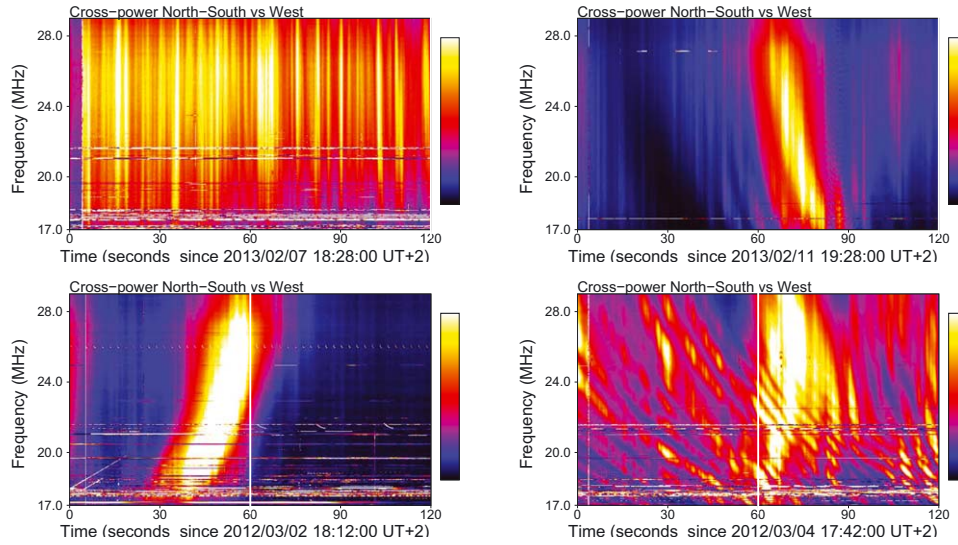 Cross-power North-South vs West
28.0
24.0
20.0
17.0
Frequency (MHz)
0 30 60 90 120
Time (seconds since 2013/02/07 18:28:00 UT+2)
Cross-power North-South vs West
28.0
24.0
20.0
17.0
Frequency (MHz)
0 30 60 90 120
Time (seconds since 2013/02/11 19:28:00 UT+2)
Cross-power North-South vs West
28.0
24.0
20.0
17.0
Frequency (MHz)
0 30 60 90 120
Time (seconds since 2012/03/02 18:12:00 UT+2)
Cross-power North-South vs West
28.0
24.0
20.0
17.0
Frequency (MHz)
0 30 60 90 120
Time (seconds since 2012/03/04 17:42:00 UT+2)